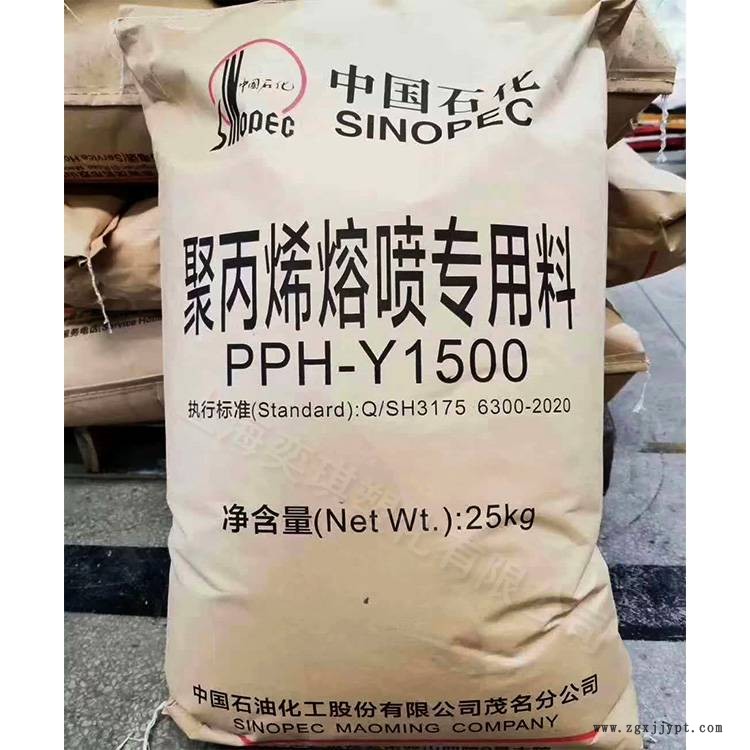 中国石化
SINOPEC
中国石化
SINOPEC
聚丙烯熔喷专用料
PPH-Y1500
执行标准(Standard):Q/SH3175 6300-2020
净含量(Net Wt.):25kg
中国石油化工股份有限公司茂名分公司
SINOPEC MAOMING COMPANY
www.zgxjjypt.com